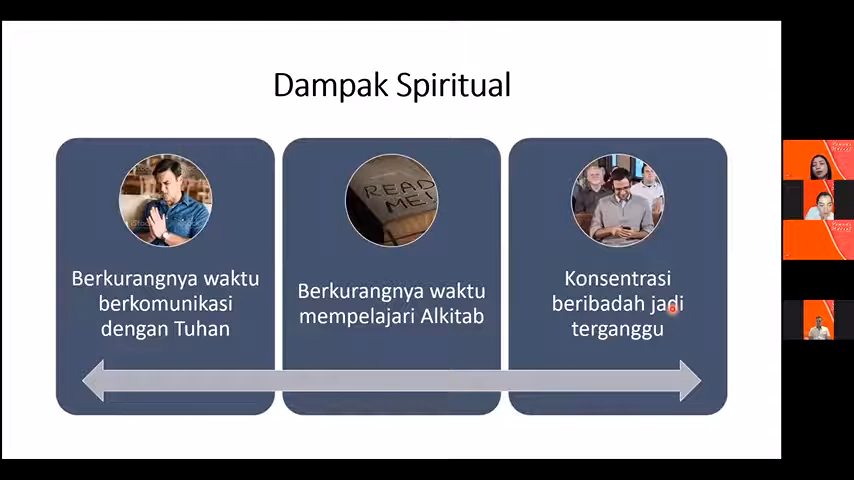 Dampak Spiritual
READ
ME!
Berkurangnya waktu
berkomunikasi
dengan Tuhan
Berkurangnya waktu
mempelajari Alkitab
Konsentrasi
beribadah jadi
terganggu